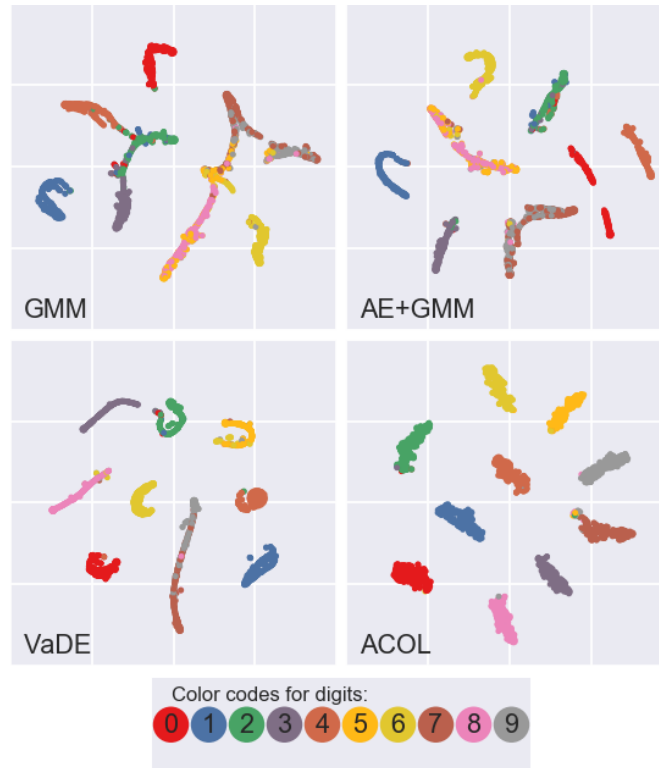 GMM
AE+GMM
VaDE
ACOL
Color codes for digits:
0 1 2 3 4 5 6 7 8 9